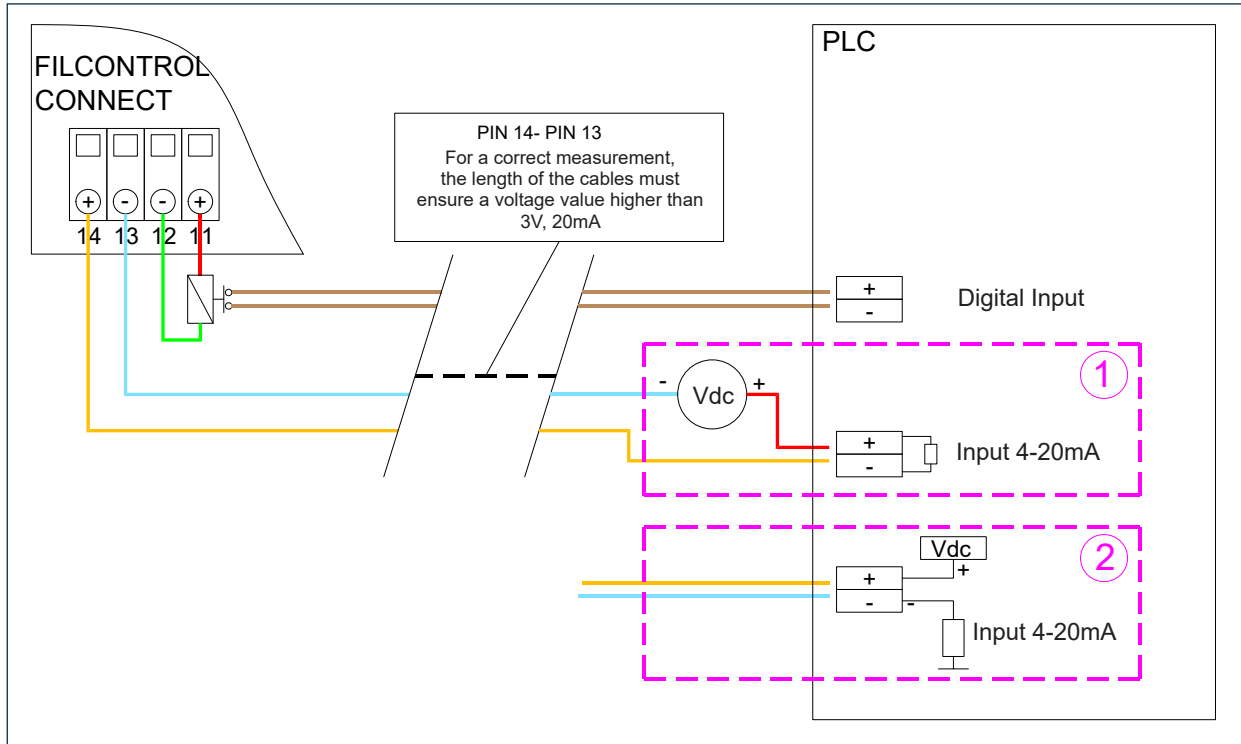 PLC
FILCONTROL
CONNECT
PIN 14- PIN 13
For a correct measurement,
the length of the cables must
ensure a voltage value higher than
3V, 20mA
+ - - +
14 13 12 11
+
-
Digital Input
1
- Vdc +
+
-
Input 4-20mA
2
Vdc
+
+
- -
Input 4-20mA